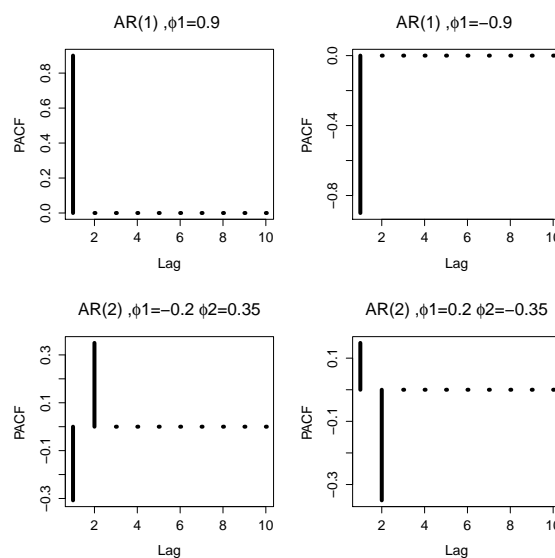 AR(1) ,ϕ1=0.9
PACF
0.0 0.2 0.4 0.6 0.8
2 4 6 8 10
Lag
AR(1) ,ϕ1=−0.9
PACF
−0.8 −0.4 0.0
2 4 6 8 10
Lag
AR(2) ,ϕ1=−0.2 ϕ2=0.35
PACF
−0.3 −0.1 0.1 0.3
2 4 6 8 10
Lag
AR(2) ,ϕ1=0.2 ϕ2=−0.35
PACF
−0.3 −0.1 0.1
2 4 6 8 10
Lag